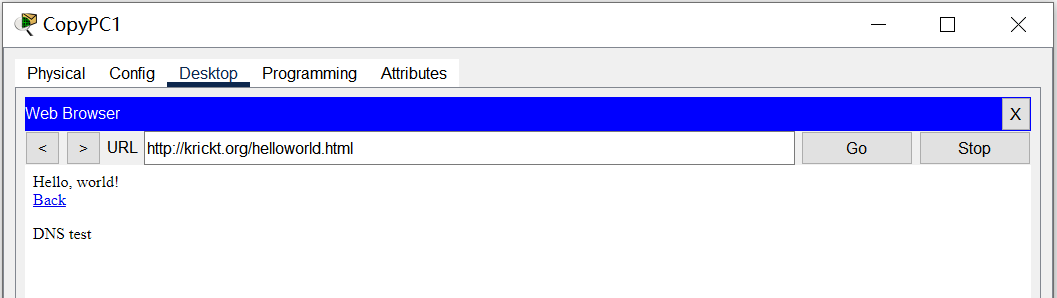 CopyPC1
Physical Config Desktop Programming Attributes
Web Browser X
< > URL http://krickt.org/helloworld.html Go Stop
Hello, world!
Back
DNS test